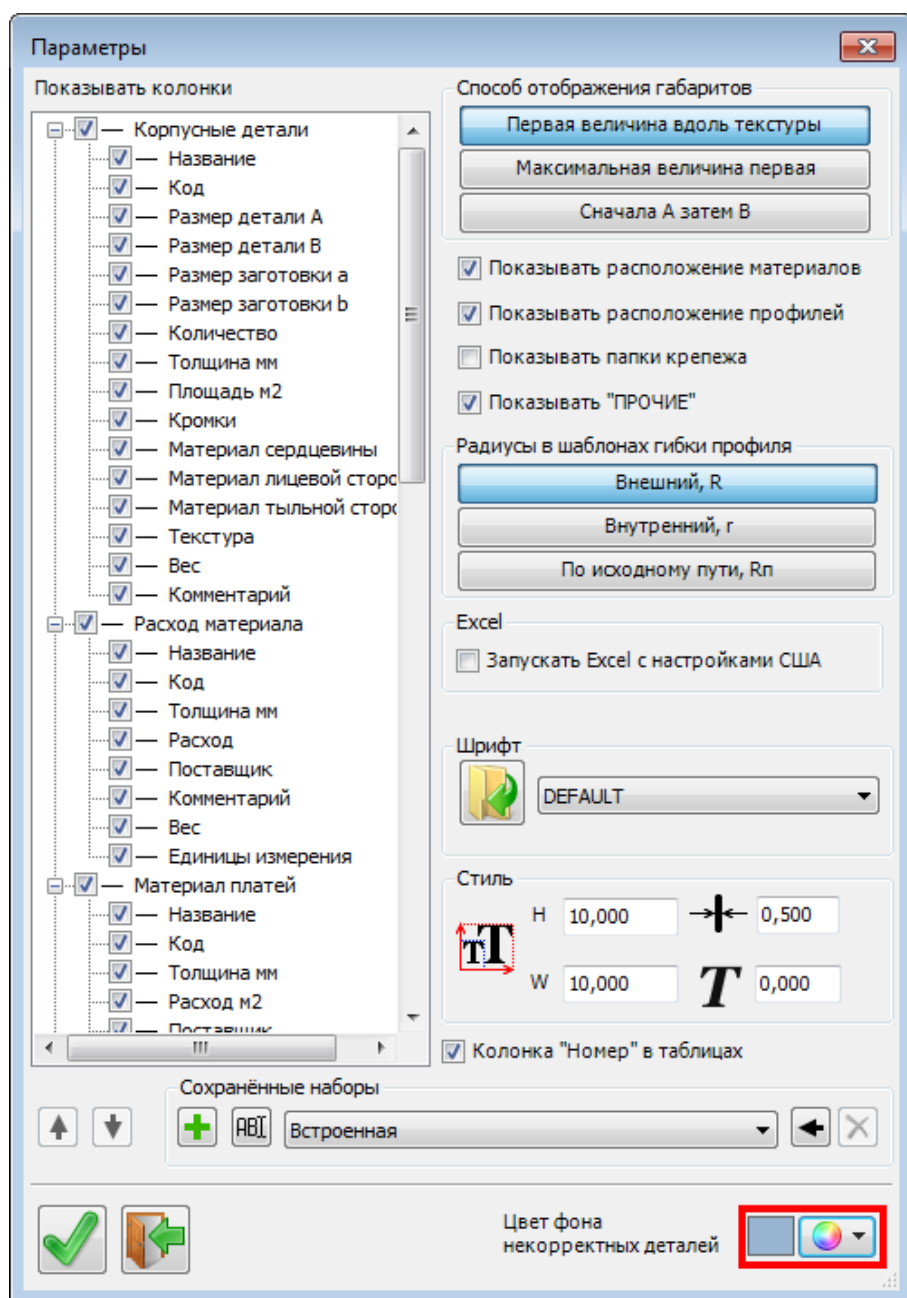 Параметры
Показывать колонки
Корпусные детали
Название
Код
Размер детали A
Размер детали B
Размер заготовки a
Размер заготовки b
Количество
Толщина мм
Площадь м2
Кромки
Материал сердцевины
Материал лицевой сторо
Материал тыльной сторо
Текстура
Вес
Комментарий
Расход материала
Название
Код
Толщина мм
Расход
Поставщик
Комментарий
Вес
Единицы измерения
Материал платей
Название
Код
Толщина мм
Расход м2
Поставщик
Способ отображения габаритов
Первая величина вдоль текстуры
Максимальная величина первая
Сначала A затем B
Показывать расположение материалов
Показывать расположение профилей
Показывать папки крепежа
Показывать "ПРОЧИЕ"
Радиусы в шаблонах гибки профиля
Внешний, R
Внутренний, r
По исходному пути, Rп
Excel
Запускать Excel с настройками США
Шрифт
DEFAULT
Стиль
H 10,000 0,500
W 10,000 0,000
Колонка "Номер" в таблицах
Сохранённые наборы
ABI Встроенная
Цвет фона
некорректных деталей